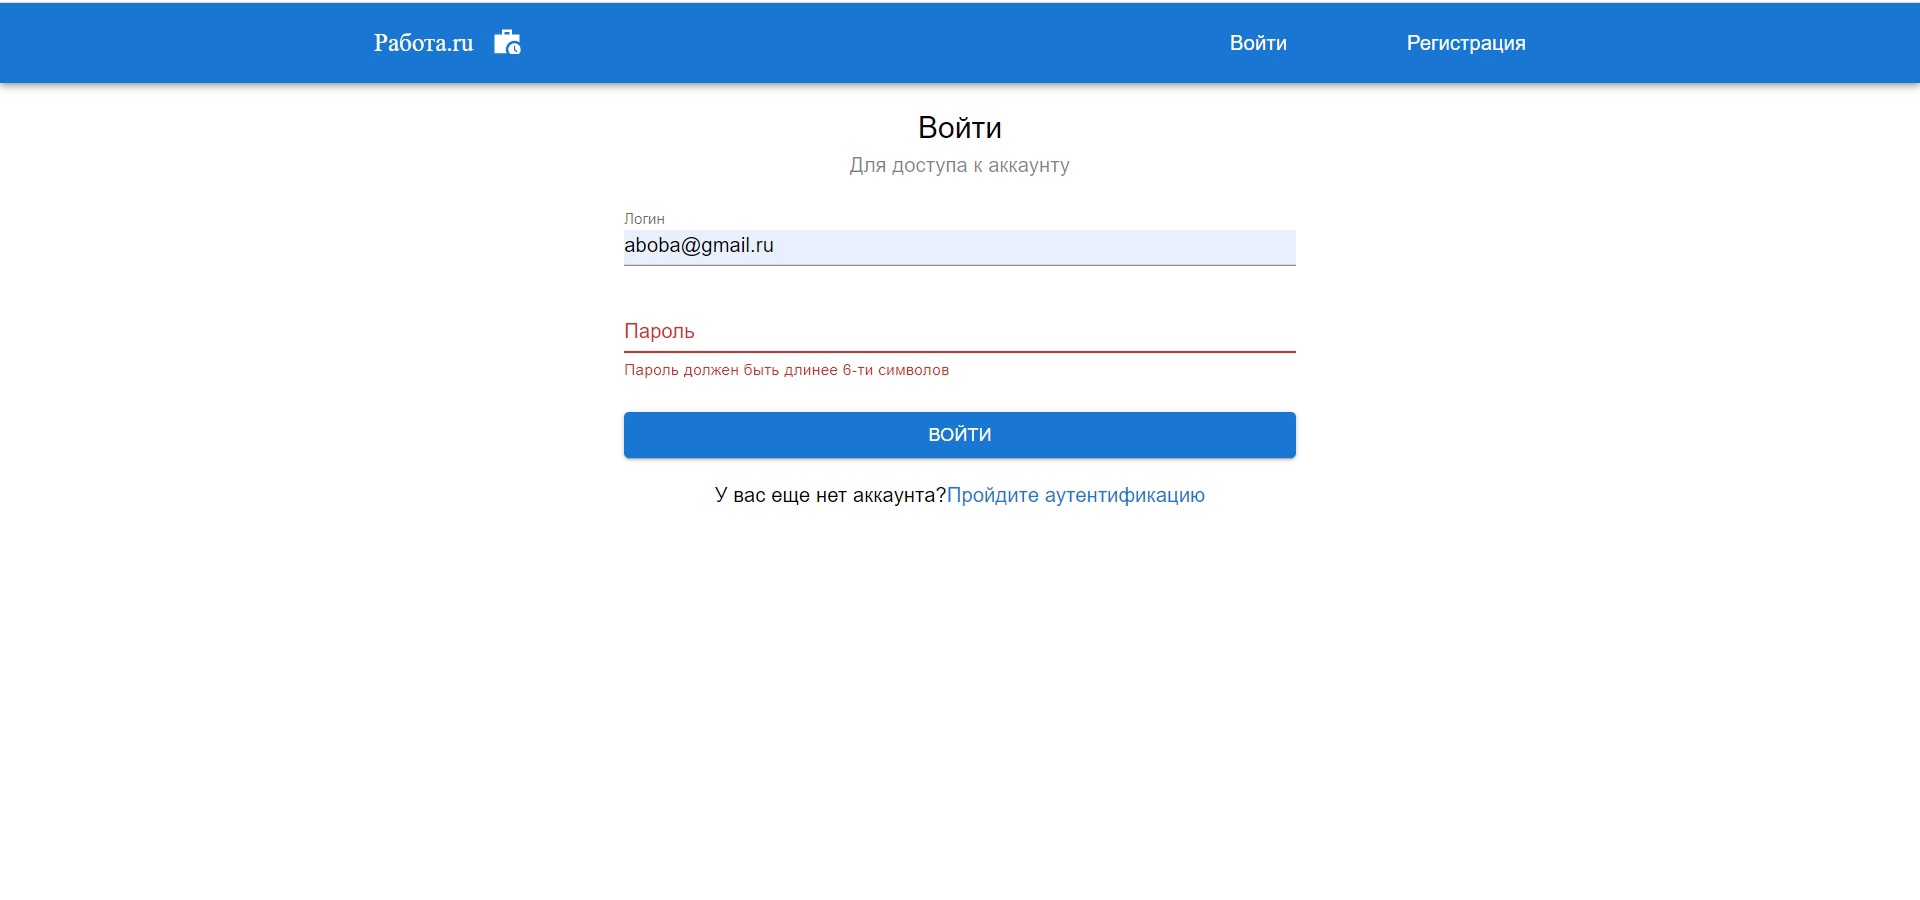 Работа.ru
Войти
Регистрация
Войти
Для доступа к аккаунту
Логин
aboba@gmail.ru
Пароль
Пароль должен быть длинее 6-ти символов
ВОЙТИ
У вас еще нет аккаунта?Пройдите аутентификацию